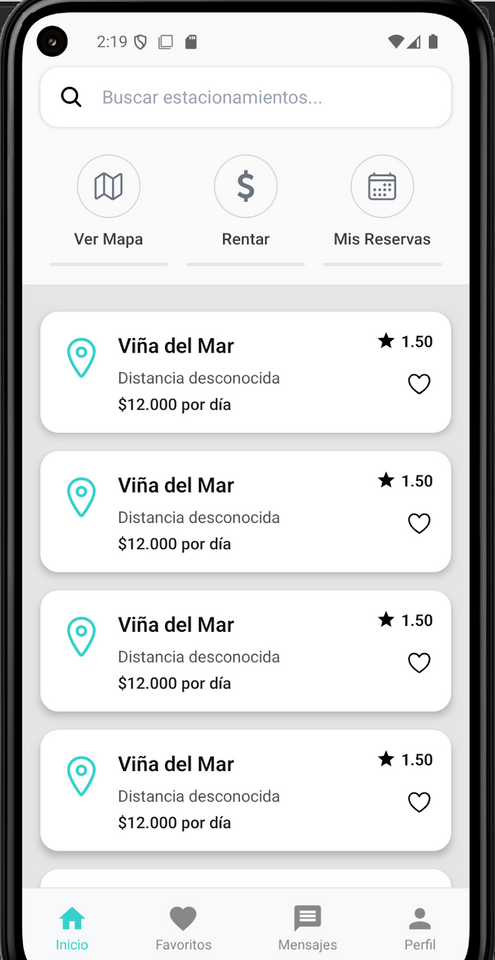 2:19
Buscar estacionamientos...
Ver Mapa
Rentar
Mis Reservas
Viña del Mar
1.50
Distancia desconocida
$12.000 por día
Viña del Mar
1.50
Distancia desconocida
$12.000 por día
Viña del Mar
1.50
Distancia desconocida
$12.000 por día
Viña del Mar
1.50
Distancia desconocida
$12.000 por día
Inicio
Favoritos
Mensajes
Perfil